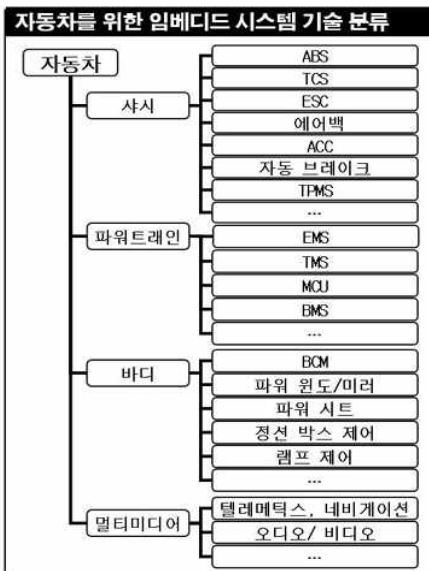 자동차를 위한 임베디드 시스템 기술 분류
자동차
샤시
ABS
TCS
ESC
에어백
ACC
자동 브레이크
TPMS
...
파워트래인
EMS
TMS
MCU
BMS
...
바디
BCM
파워 윈도/미러
파워 시트
정션 박스 제어
램프 제어
...
멀티미디어
텔레메틱스, 네비게이션
오디오/ 비디오
...